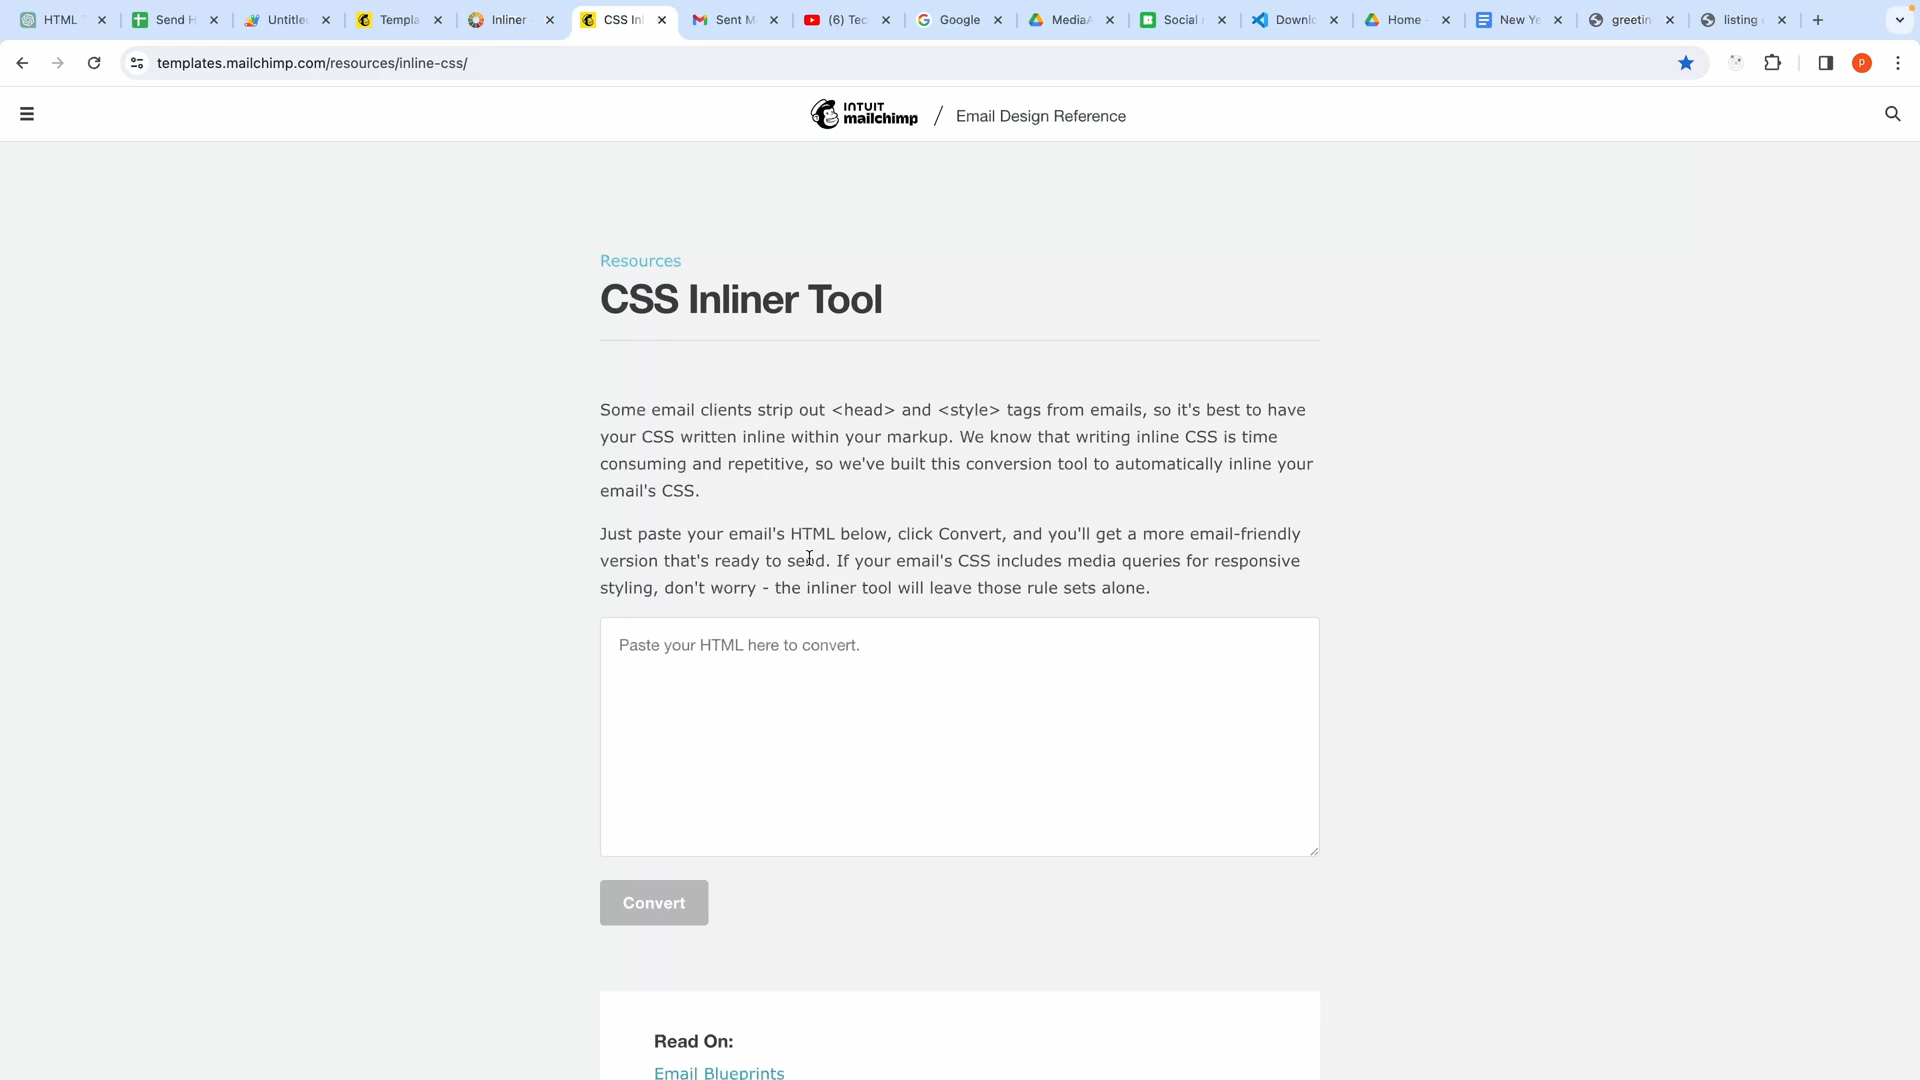 HTML
Send H
Untitle
Templa
Inliner
CSS In
Sent M
(6) Tec
Google
MediaA
Social
Downlo
Home
New Ye
greetin
listing
templates.mailchimp.com/resources/inline-css/
P
INTUIT
mailchimp
/ Email Design Reference
Resources
CSS Inliner Tool
Some email clients strip out <head> and <style> tags from emails, so it's best to have
your CSS written inline within your markup. We know that writing inline CSS is time
consuming and repetitive, so we've built this conversion tool to automatically inline your
email's CSS.
Just paste your email's HTML below, click Convert, and you'll get a more email-friendly
version that's ready to send. If your email's CSS includes media queries for responsive
styling, don't worry - the inliner tool will leave those rule sets alone.
Paste your HTML here to convert.
Convert
Read On:
Email Blueprints